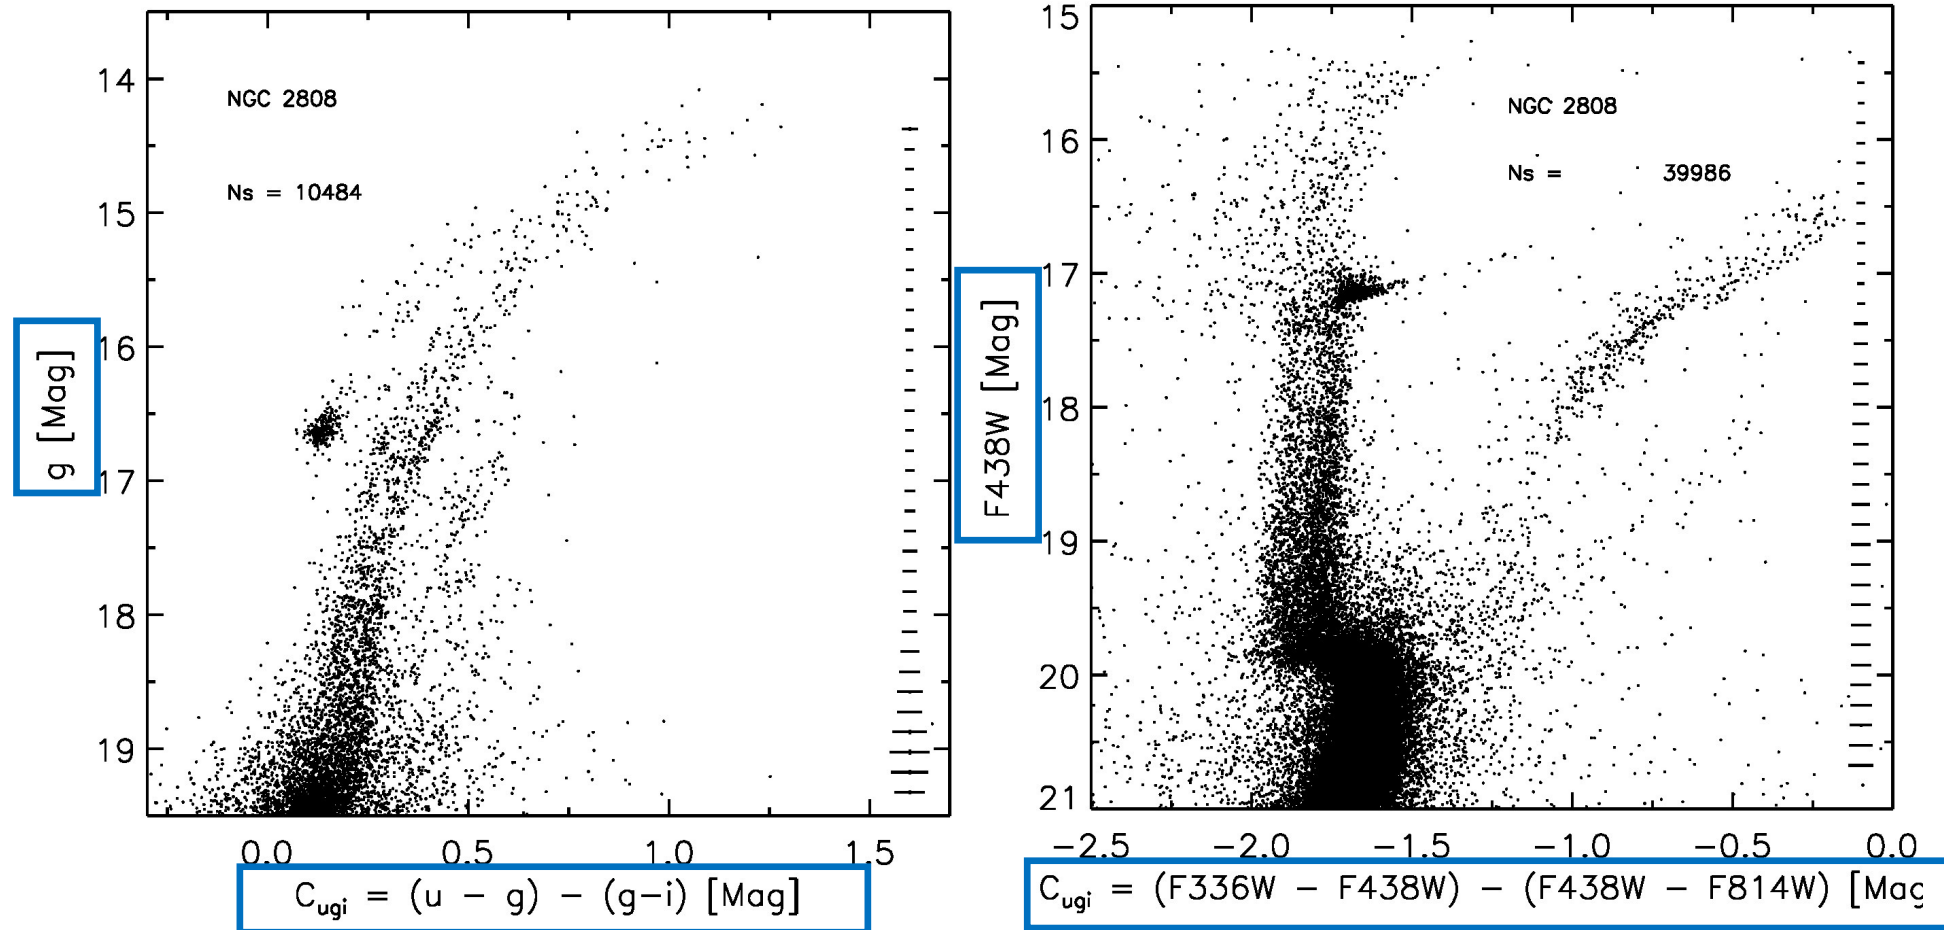 14
15
16
17
18
19
g [Mag]
NGC 2808
Ns = 10484
0.0 0.5 1.0 1.5
C_ugi = (u - g) - (g-i) [Mag]
15
16
17
18
19
20
21
F438W [Mag]
NGC 2808
Ns = 39986
-2.5 -2.0 -1.5 -1.0 -0.5 0.0
C_ugi = (F336W - F438W) - (F438W - F814W) [Mag